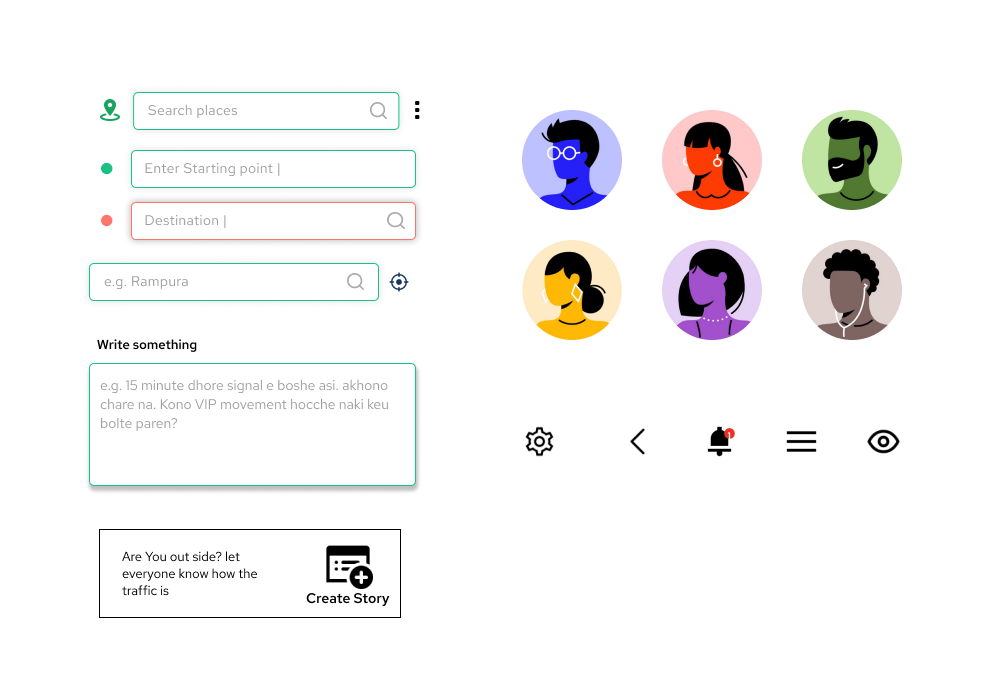 Search places
Enter Starting point |
Destination |
e.g. Rampura
Write something
e.g. 15 minute dhore signal e boshe asi. akhono
chare na. Kono VIP movement hocche naki keu
bolte paren?
Are You out side? let
everyone know how the
traffic is
Create Story
1